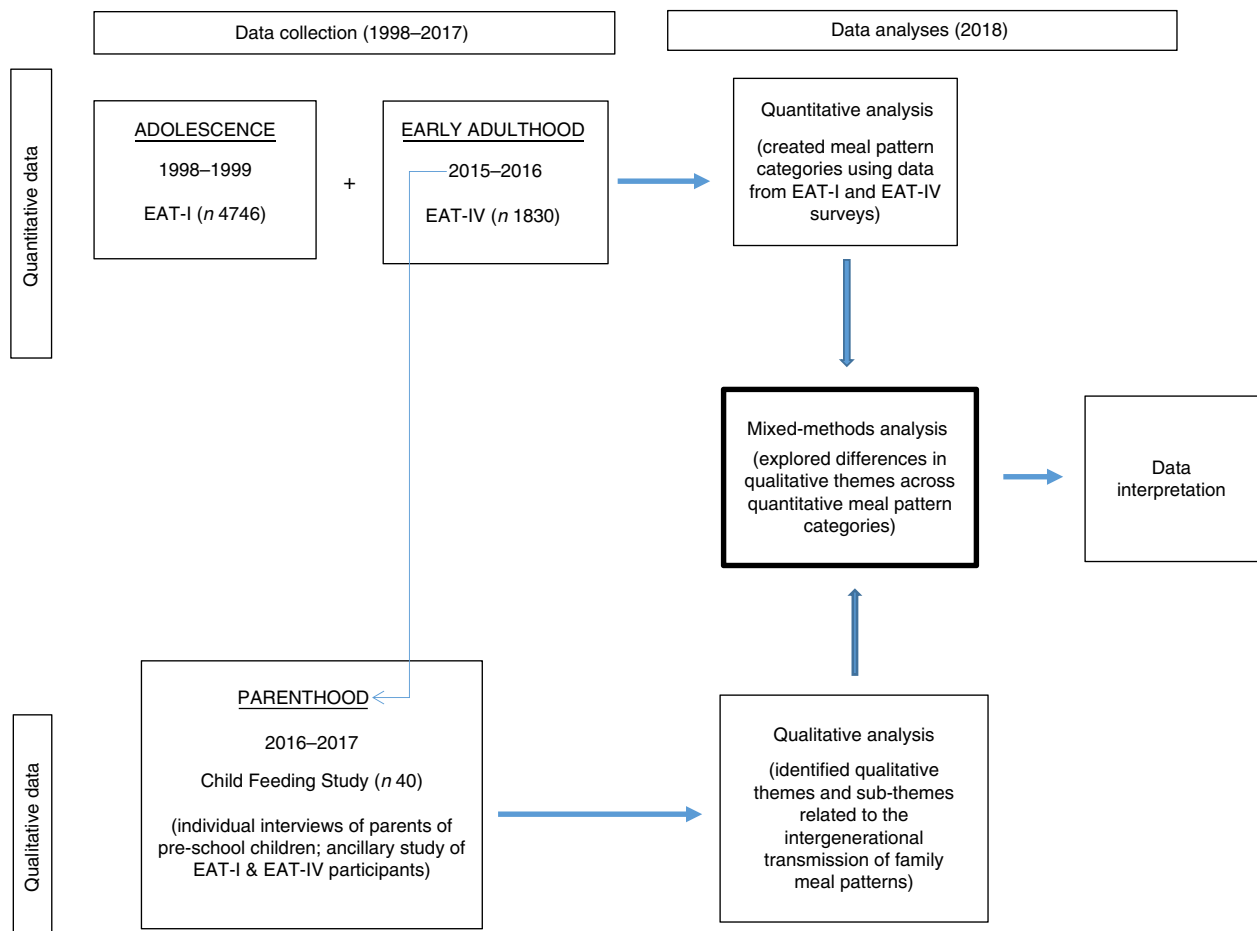 Data collection (1998–2017)
Data analyses (2018)
Quantitative data
ADOLESCENCE
1998–1999
EAT-I (n 4746)
+
EARLY ADULTHOOD
2015–2016
EAT-IV (n 1830)
Quantitative analysis
(created meal pattern
categories using data
from EAT-I and EAT-IV
surveys)
Mixed-methods analysis
(explored differences in
qualitative themes across
quantitative meal pattern
categories)
Data
interpretation
Qualitative data
PARENTHOOD
2016–2017
Child Feeding Study (n 40)
(individual interviews of parents of
pre-school children; ancillary study of
EAT-I & EAT-IV participants)
Qualitative analysis
(identified qualitative
themes and sub-themes
related to the
intergenerational
transmission of family
meal patterns)